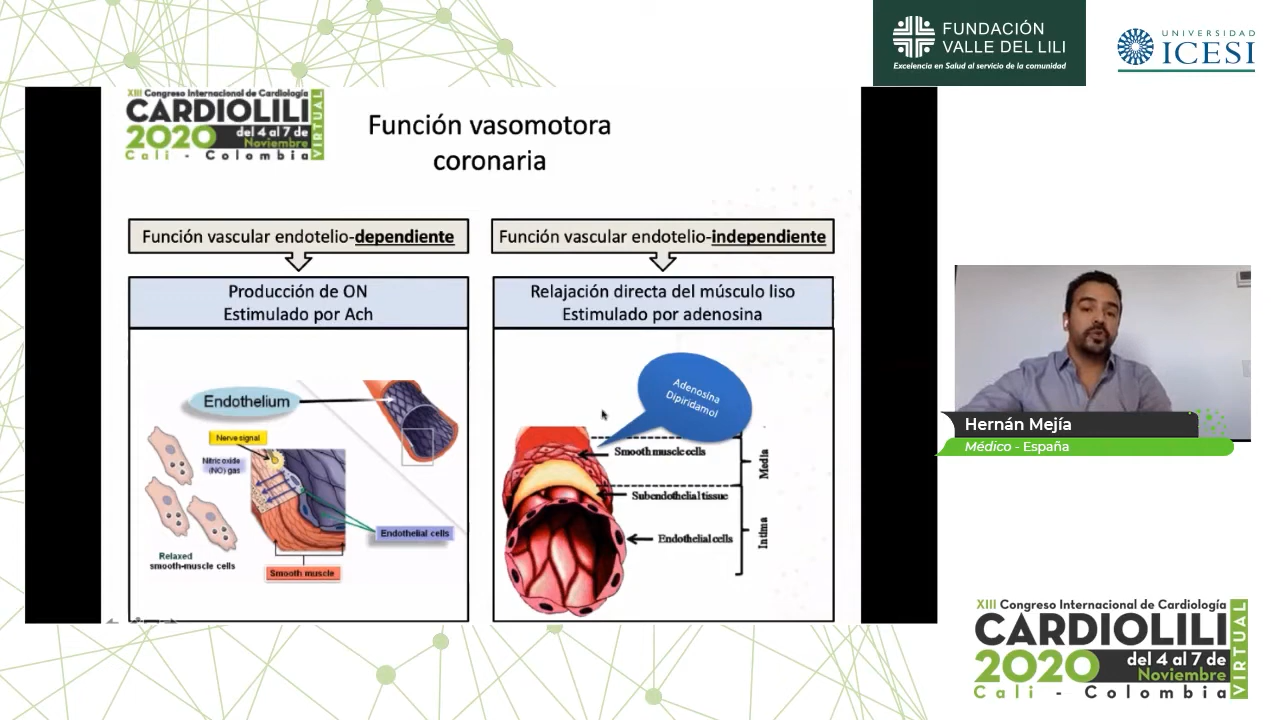 FUNDACIÓN
VALLE DEL LILI
Excelencia en Salud al servicio de la comunidad
UNIVERSIDAD
ICESI
XIII Congreso Internacional de Cardiología
CARDIOLILI
2020 del 4 al 7 de
Noviembre
Cali - Colombia
VIRTUAL
Función vasomotora
coronaria
Función vascular endotelio-dependiente
Producción de ON
Estimulado por Ach
Endothelium
Nerve signal
Nitric oxide
(NO) gas
Endothelial cells
Relaxed
smooth-muscle cells
Smooth muscle
Función vascular endotelio-independiente
Relajación directa del músculo liso
Estimulado por adenosina
Adenosina
Dipiridamol
Smooth muscle cells
Subendothelial tissue
Endothelial cells
Media
Intima
Hernán Mejía
Médico - España
XIII Congreso Internacional de Cardiología
CARDIOLILI
2020 del 4 al 7 de
Noviembre
Cali - Colombia
VIRTUAL